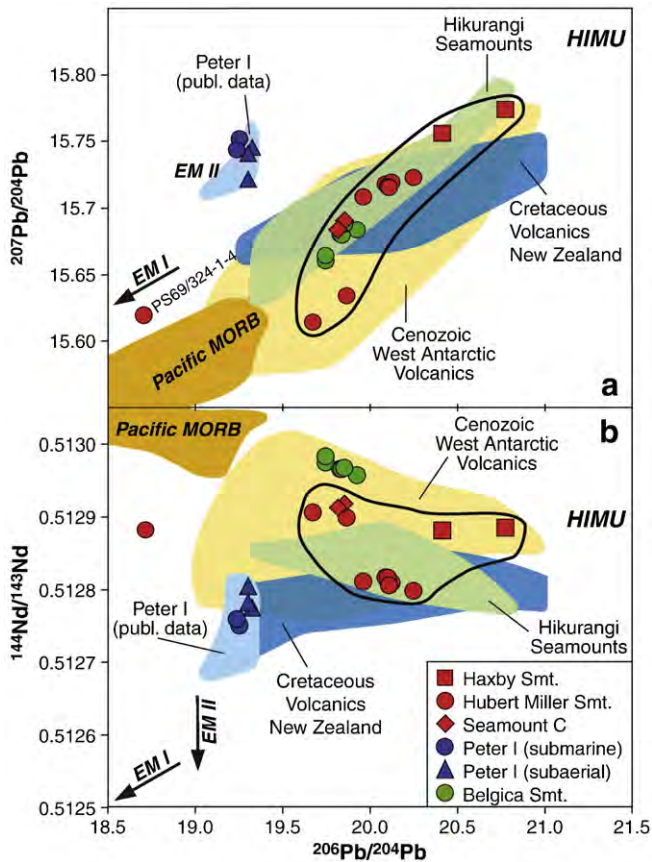 Hikurangi
Seamounts
HIMU
Peter I
(publ. data)
EM II
EM I
PS69/324-1-4
Cretaceous
Volcanics
New Zealand
Pacific MORB
Cenozoic
West Antarctic
Volcanics
a
15.80
15.75
15.7
15.65
15.60
207Pb/204Pb
Pacific MORB
b
Cenozoic
West Antarctic
Volcanics
HIMU
Peter I
(publ. data)
Hikurangi
Seamounts
Cretaceous
Volcanics
New Zealand
EM II
EM I
Haxby Smt.
Hubert Miller Smt.
Seamount C
Peter I (submarine)
Peter I (subaerial)
Belgica Smt.
0.5130
0.5129
0.5128
0.5127
0.5126
0.5125
144Nd/143Nd
18.5 19.0 19.5 20.0 20.5 21.0 21.5
206Pb/204Pb